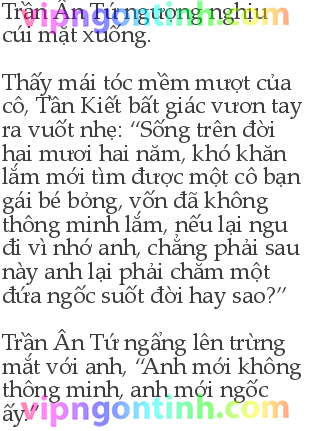 Trần Ân Tứ ngượng nghịu
vipngontinh.com
cúi mặt xuống.
Thấy mái tóc mềm mượt của
cô, Tần Kiết bất giác vươn tay
ra vuốt nhẹ: “Sống trên đời
hai mươi hai năm, khó khăn
lắm mới tìm được một cô bạn
gái bé bỏng, vốn đã không
thông minh lắm, nếu lại ngu
đi vì nhớ anh, chẳng phải sau
này anh lại phải chăm một
đứa ngốc suốt đời hay sao?”
Trần Ân Tứ ngẩng lên trừng
mắt với anh, “Anh mới không
thông minh, anh mới ngốc
ấy.”
vipngontinh.com